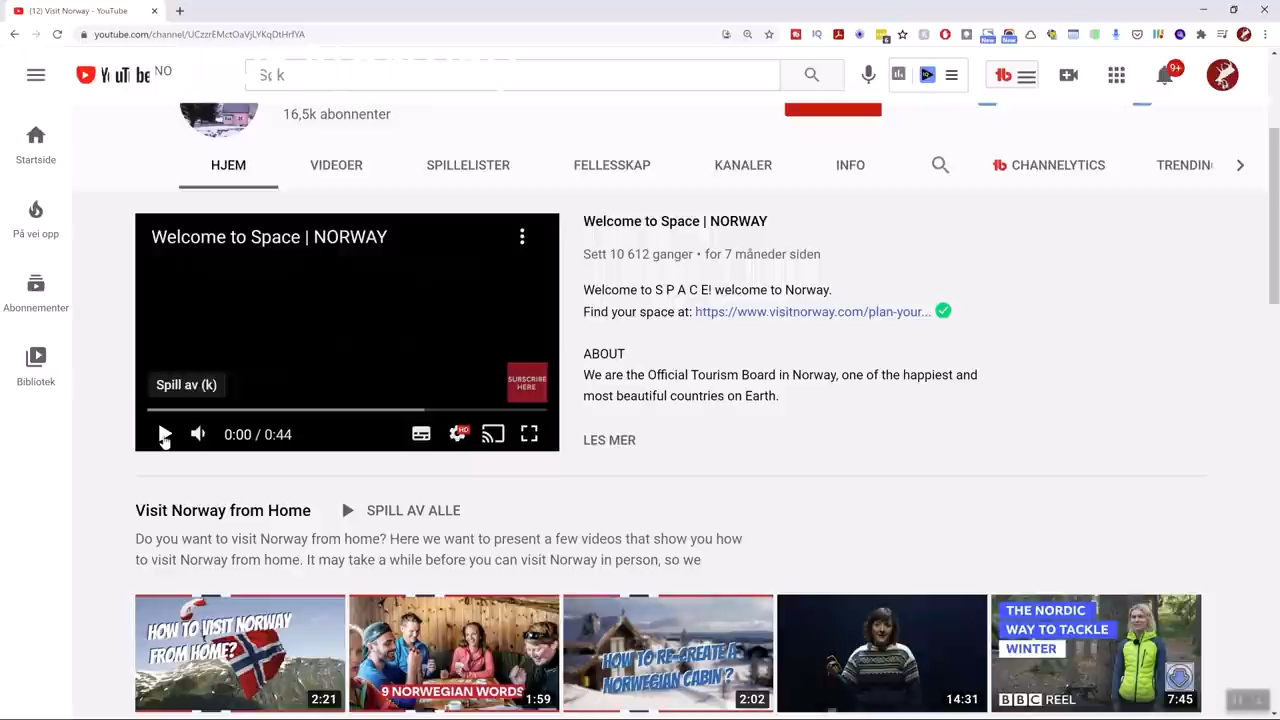 (12) Visit Norway - YouTube
youtube.com/channel/UCzzrEMctOaVjLYKqDtHrfYA
NO
Søk
9+
16,5k abonnenter
HJEM VIDEOER SPILLELISTER FELLESSKAP KANALER INFO CHANNELYTICS TRENDING
Startside
På vei opp
Abonnementer
Bibliotek
Welcome to Space | NORWAY
SUBSCRIBE
HERE
Spill av (k)
0:00 / 0:44
HD
Welcome to Space | NORWAY
Sett 10 612 ganger • for 7 måneder siden
Welcome to S P A C E! welcome to Norway.
Find your space at: https://www.visitnorway.com/plan-your...
ABOUT
We are the Official Tourism Board in Norway, one of the happiest and
most beautiful countries on Earth.
LES MER
Visit Norway from Home SPILL AV ALLE
Do you want to visit Norway from home? Here we want to present a few videos that show you how
to visit Norway from home. It may take a while before you can visit Norway in person, so we
HOW TO VISIT NORWAY
FROM HOME?
2:21
9 NORWEGIAN WORDS
1:59
HOW TO RE-CREATE A
NORWEGIAN CABIN?
2:02
14:31
THE NORDIC
WAY TO TACKLE
WINTER
BBC REEL
7:45